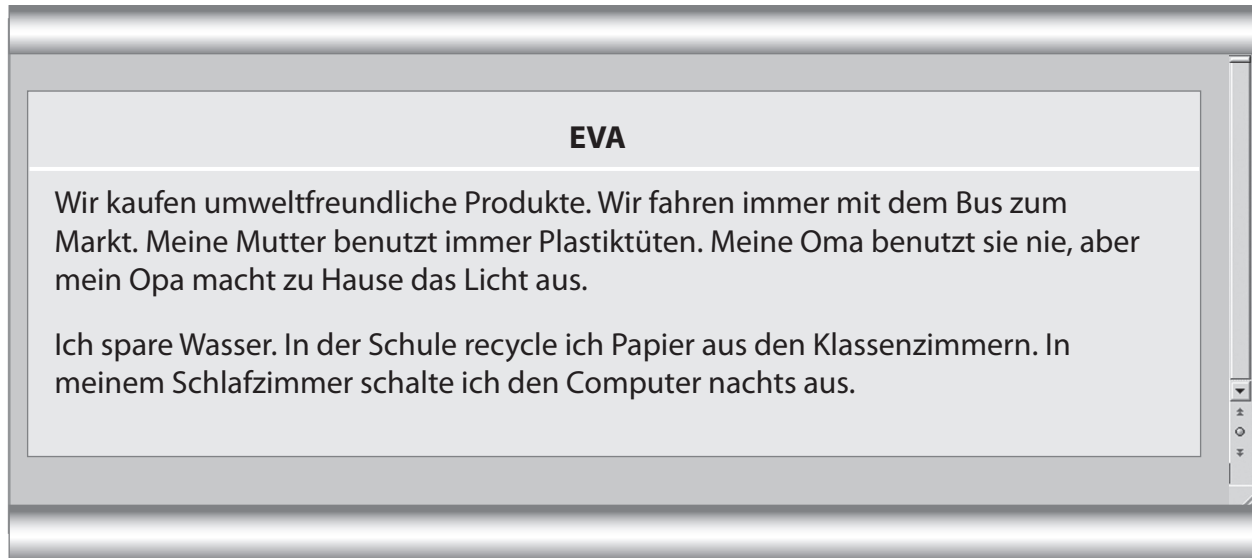 EVA
Wir kaufen umweltfreundliche Produkte. Wir fahren immer mit dem Bus zum
Markt. Meine Mutter benutzt immer Plastiktüten. Meine Oma benutzt sie nie, aber
mein Opa macht zu Hause das Licht aus.
Ich spare Wasser. In der Schule recycle ich Papier aus den Klassenzimmern. In
meinem Schlafzimmer schalte ich den Computer nachts aus.